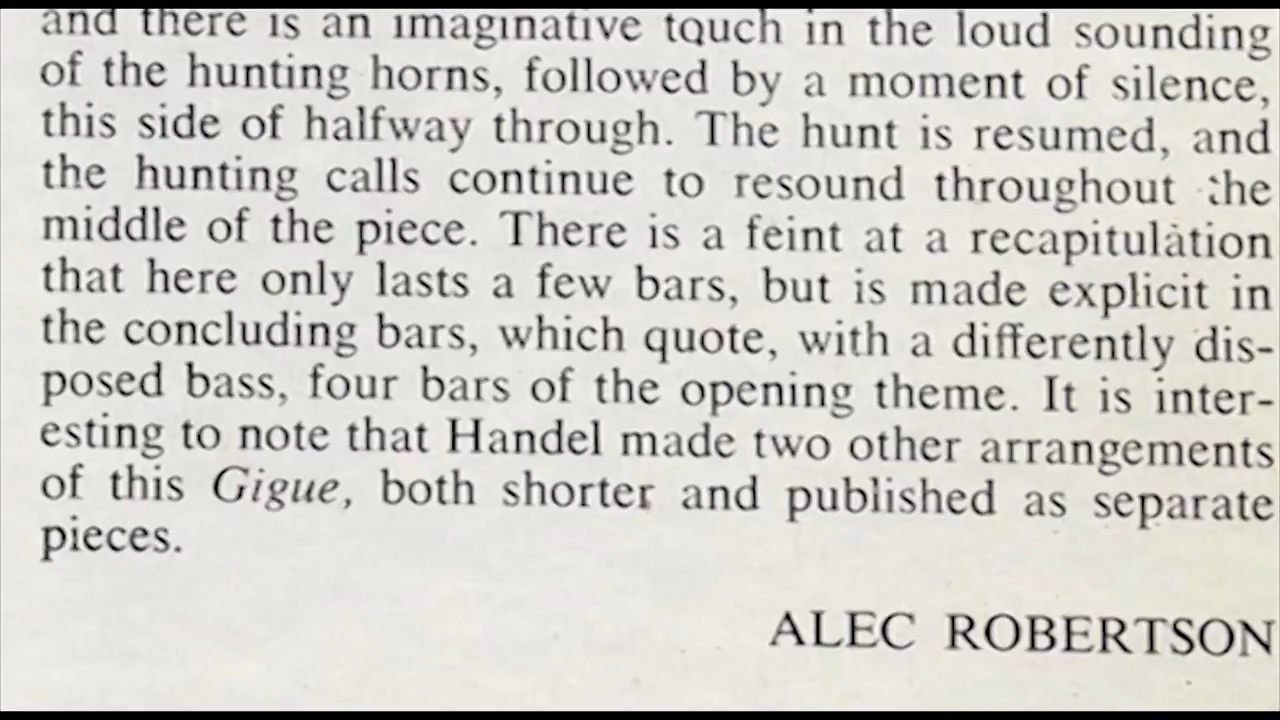 and there is an imaginative touch in the loud sounding
of the hunting horns, followed by a moment of silence,
this side of halfway through. The hunt is resumed, and
the hunting calls continue to resound throughout the
middle of the piece. There is a feint at a recapitulation
that here only lasts a few bars, but is made explicit in
the concluding bars, which quote, with a differently dis-
posed bass, four bars of the opening theme. It is inter-
esting to note that Handel made two other arrangements
of this Gigue, both shorter and published as separate
pieces.
ALEC ROBERTSON